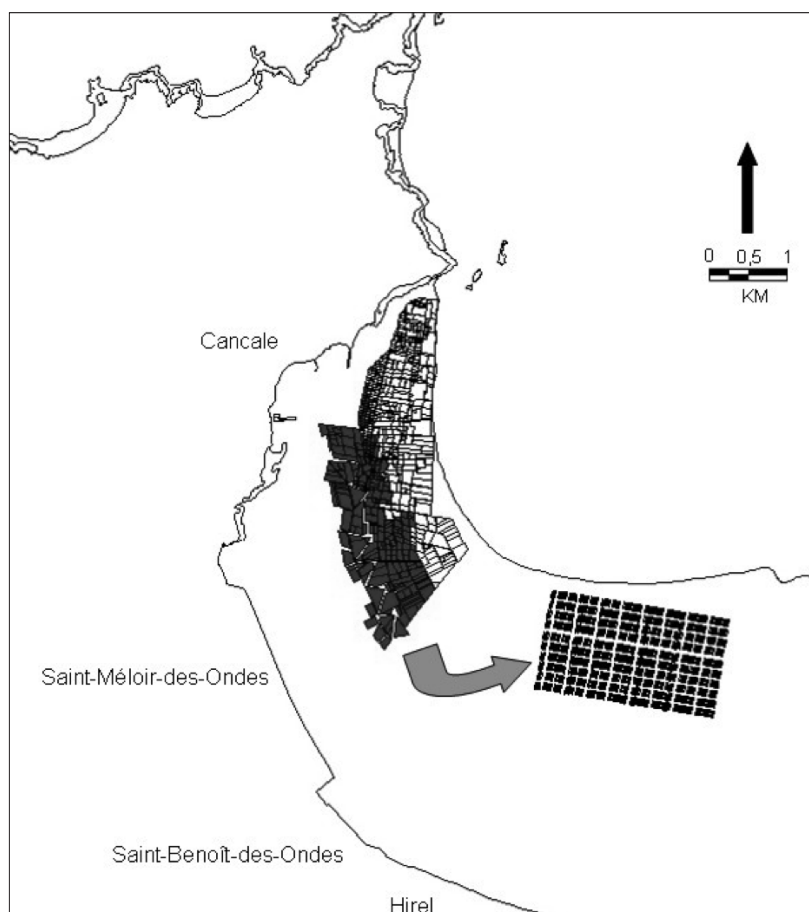 0 0,5 1
KM
Cancale
Saint-Méloir-des-Ondes
Saint-Benoît-des-Ondes
Hirel